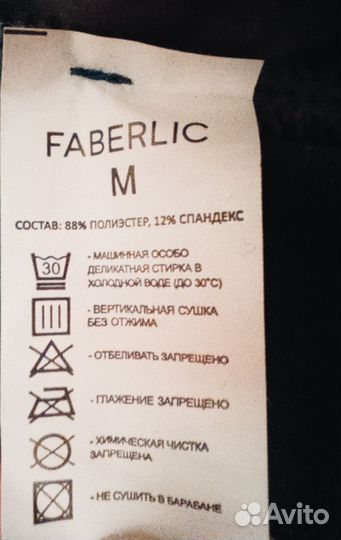 FABERLIC
M
СОСТАВ: 88% ПОЛИЭСТЕР, 12% СПАНДЕКС
30
- МАШИННАЯ ОСОБО
ДЕЛИКАТНАЯ СТИРКА В
ХОЛОДНОЙ ВОДЕ (ДО 30°С)
- ВЕРТИКАЛЬНАЯ СУШКА
БЕЗ ОТЖИМА
- ОТБЕЛИВАТЬ ЗАПРЕЩЕНО
- ГЛАЖЕНИЕ ЗАПРЕЩЕНО
- ХИМИЧЕСКАЯ ЧИСТКА
ЗАПРЕЩЕНА
- НЕ СУШИТЬ В БАРАБАНЕ
Avito